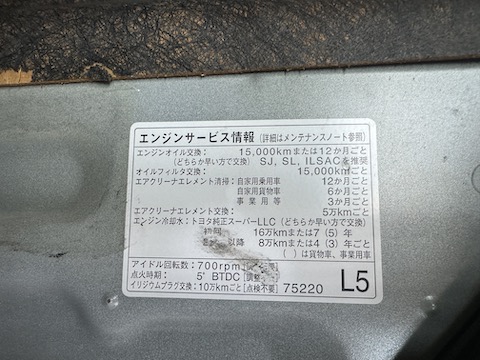 エンジンサービス情報 (詳細はメンテナンスノート参照)
エンジンオイル交換: 15,000kmまたは12か月ごと
(どちらか早い方で交換) SJ, SL, ILSACを推奨
オイルフィルタ交換: 15,000kmごと
エアクリーナエレメント清掃: 自家用乗用車 12か月ごと
自家用貨物車 6か月ごと
事業用等 3か月ごと
エアクリーナエレメント交換: 5万kmごと
エンジン冷却水: トヨタ純正スーパーLLC (どちらか早い方で交換)
初回 16万kmまたは7 (5) 年
以降 8万kmまたは4 (3) 年ごと
( ) は貨物車、事業用車
アイドル回転数: 700rpm
点火時期: 5° BTDC
イリジウムプラグ交換: 10万kmごと [点検不要] 75220 L5